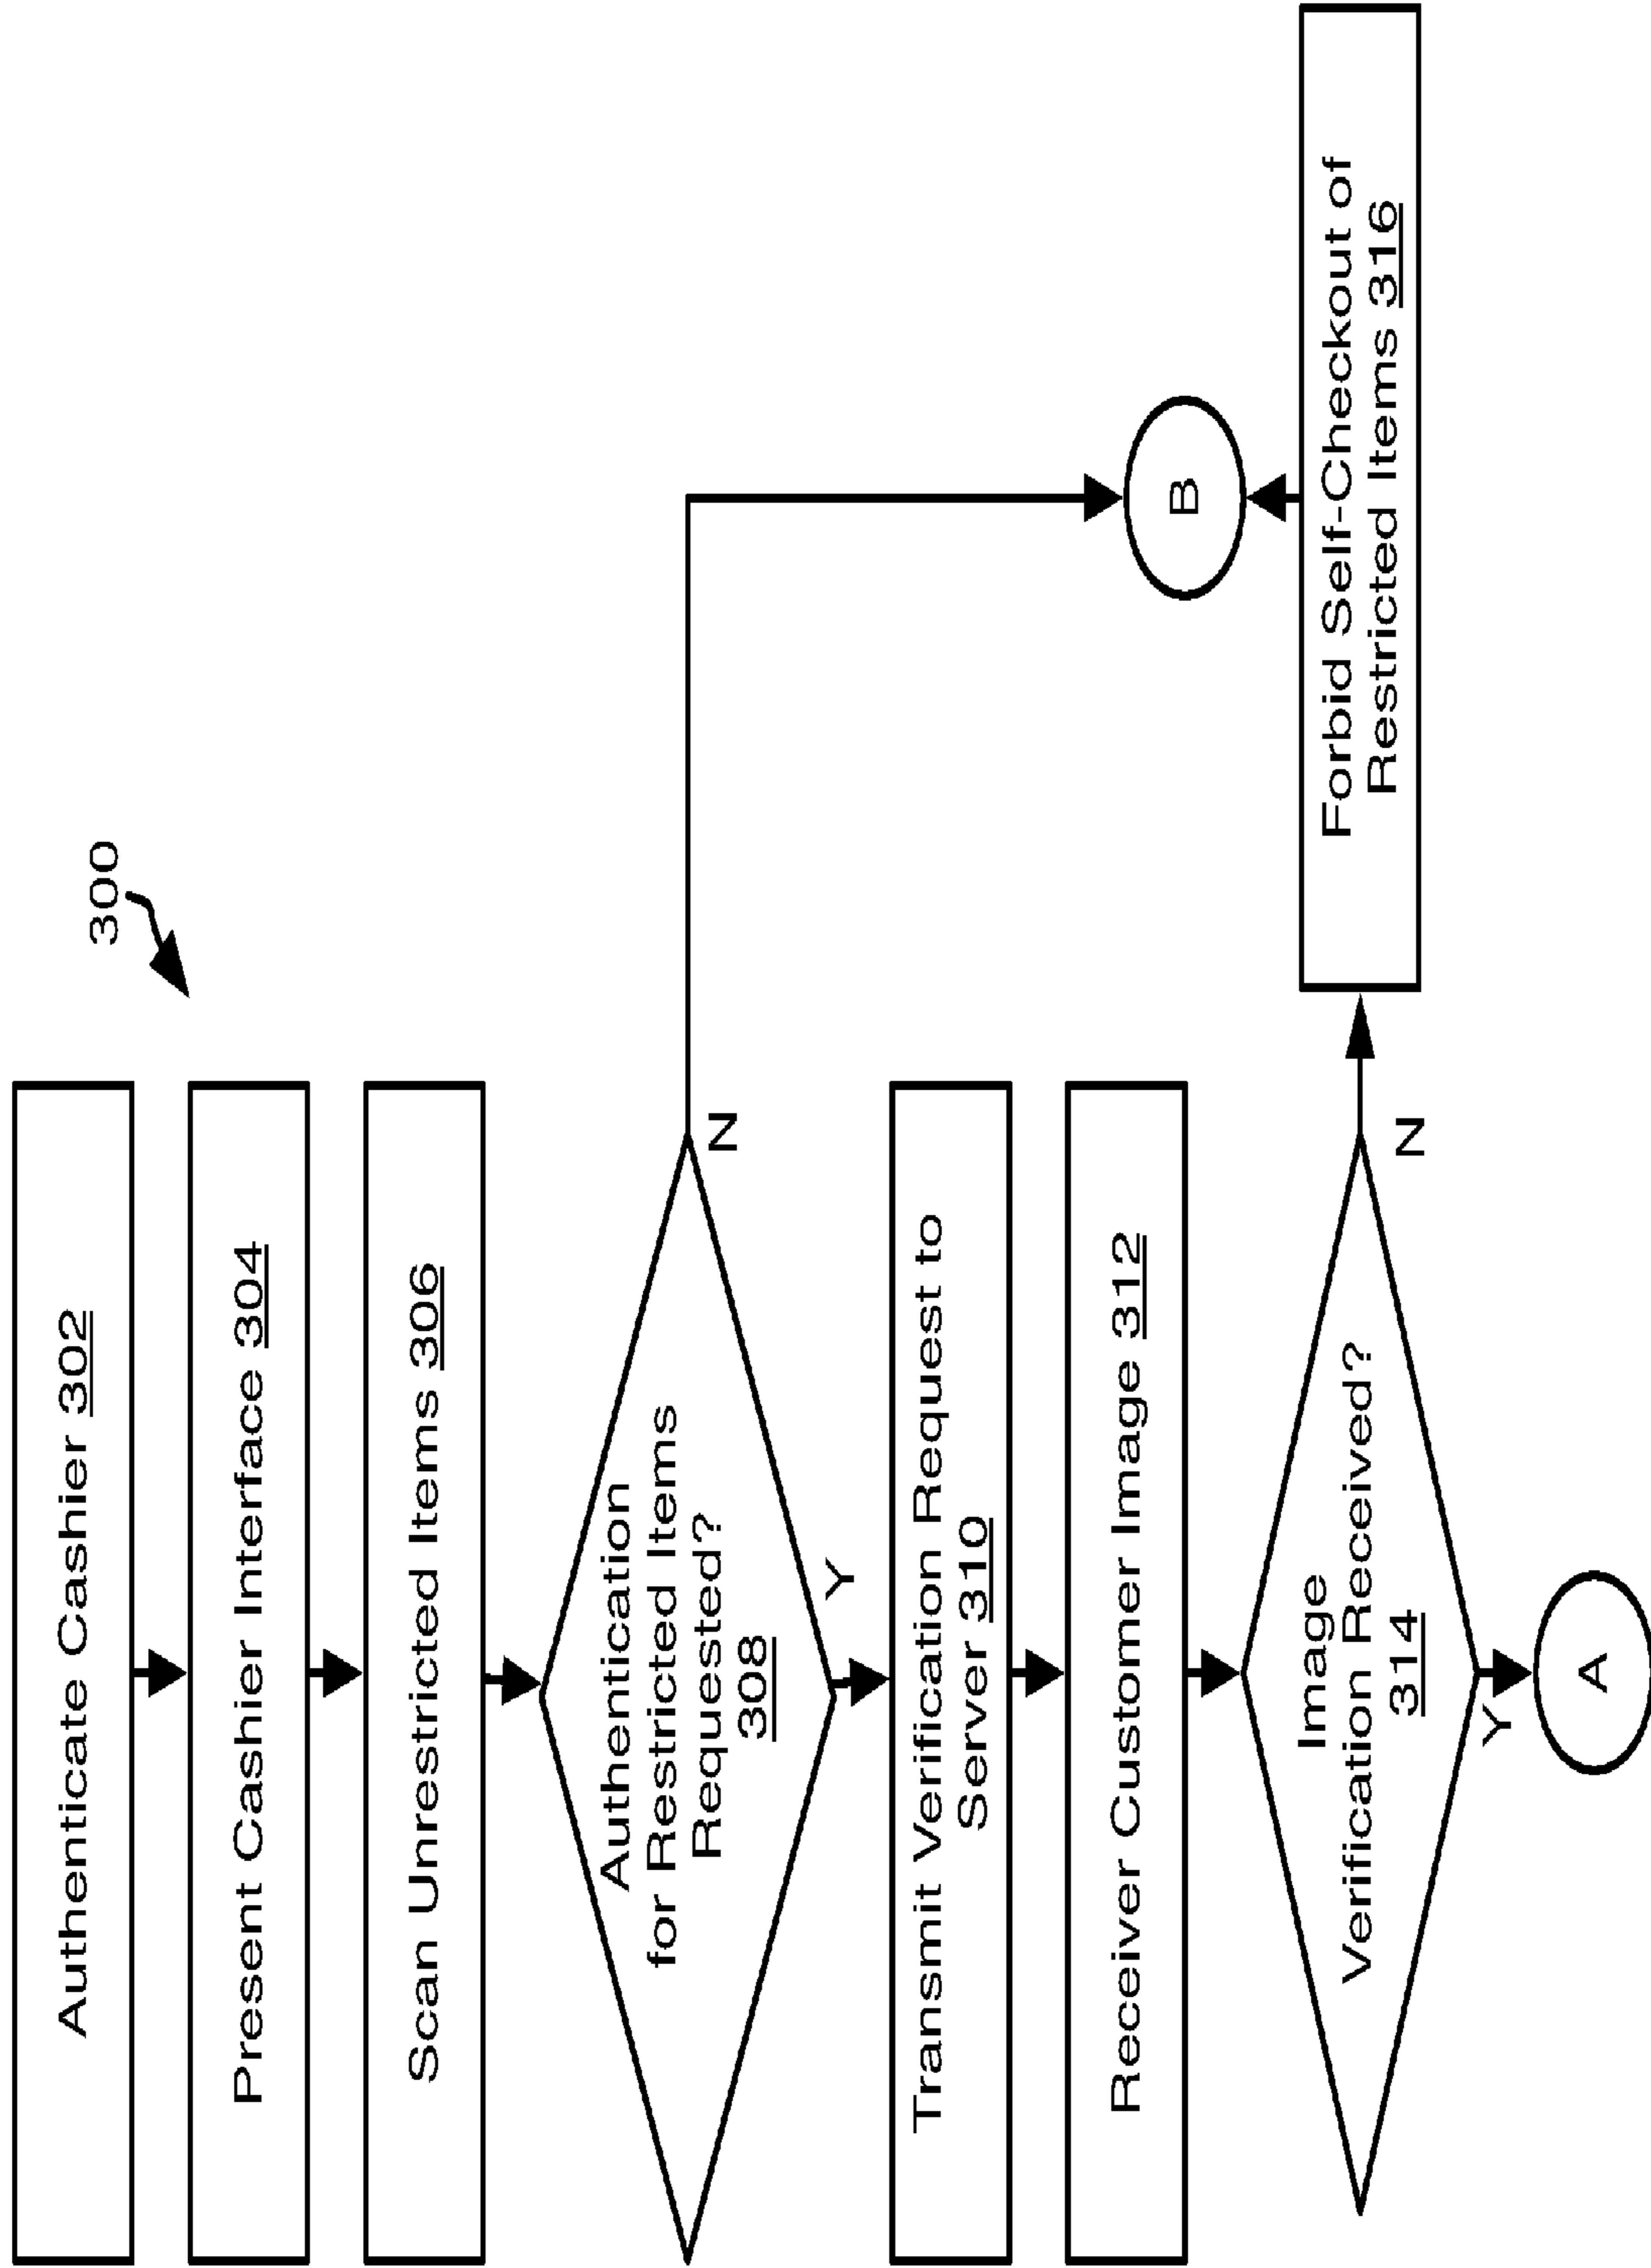 300
Authenticate Cashier 302
Present Cashier Interface 304
Scan Unrestricted Items 306
Authentication
for Restricted Items
Requested?
308
N
Y
Transmit Verification Request to
Server 310
Receiver Customer Image 312
Image
Verification Received?
314
N
Y
A
B
Forbid Self-Checkout of
Restricted Items 316